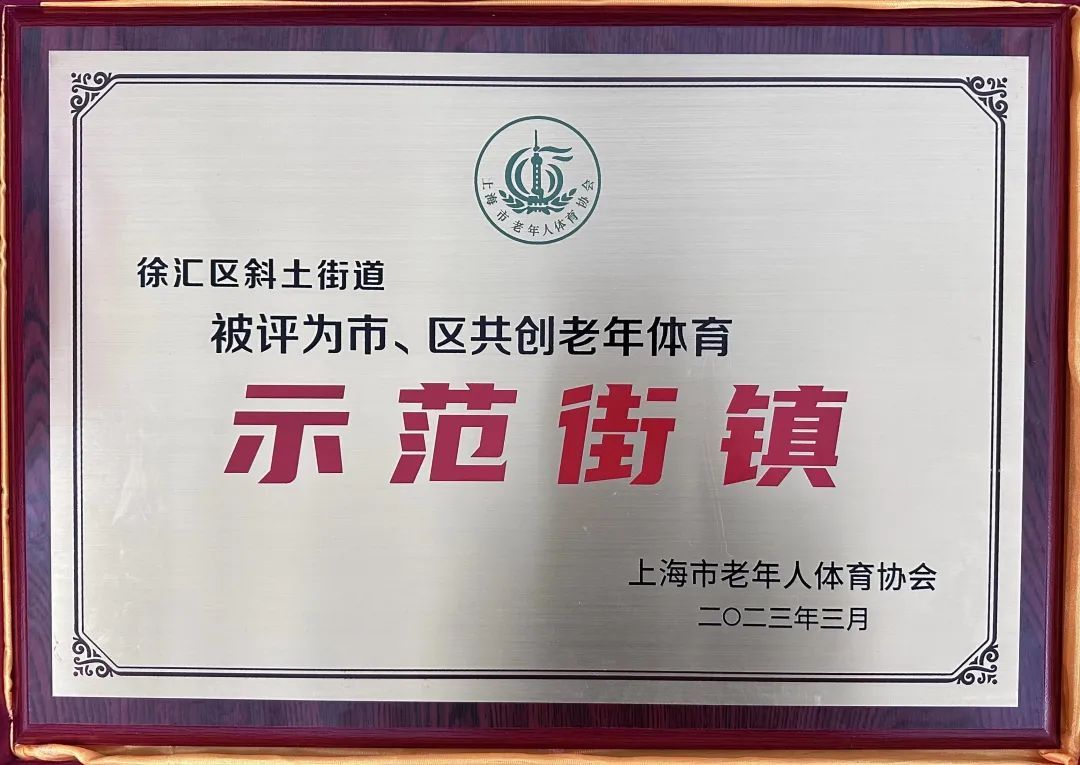 上海市老年人体育协会
徐汇区斜土街道
被评为市、区共创老年体育
示范街镇
上海市老年人体育协会
二〇二三年三月